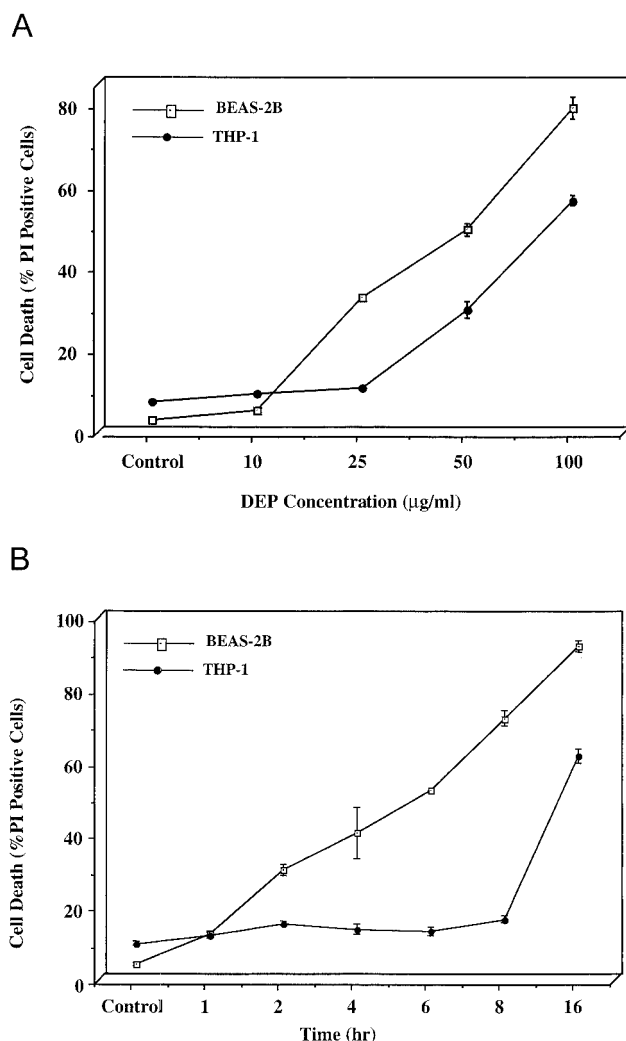 A
BEAS-2B
THP-1
80
60
40
20
0
Cell Death (% PI Positive Cells)
Control 10 25 50 100
DEP Concentration (µg/ml)
B
BEAS-2B
THP-1
100
80
60
40
20
0
Cell Death (%PI Positive Cells)
Control 1 2 4 6 8 16
Time (hr)